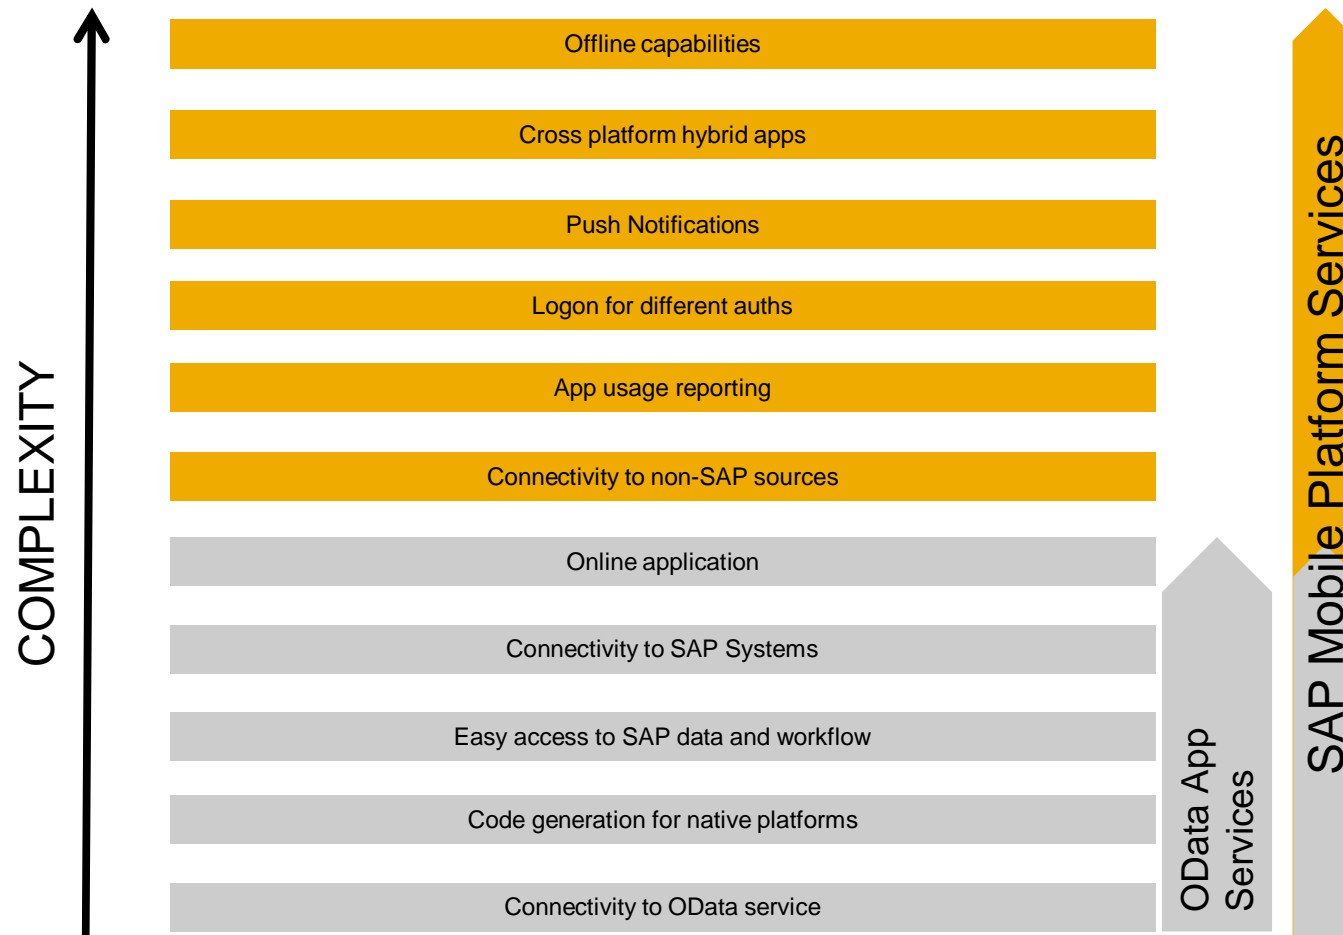 Offline capabilities
Cross platform hybrid apps
Push Notifications
Logon for different auths
App usage reporting
Connectivity to non-SAP sources
Online application
Connectivity to SAP Systems
Easy access to SAP data and workflow
Code generation for native platforms
Connectivity to OData service
COMPLEXITY
OData App
Services
SAP Mobile Platform Services